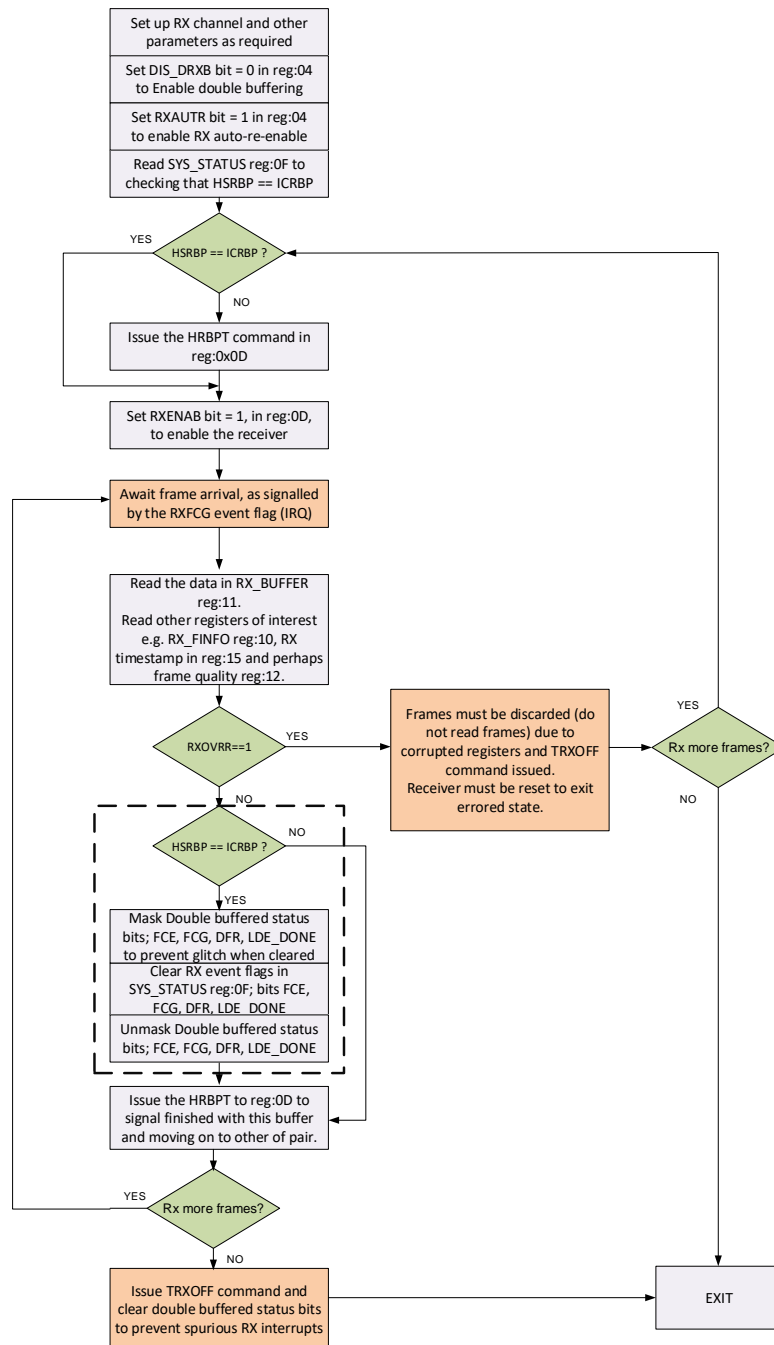 Set up RX channel and other
parameters as required
Set DIS_DRXB bit = 0 in reg:04
to Enable double buffering
Set RXAUTR bit = 1 in reg:04
to enable RX auto-re-enable
Read SYS_STATUS reg:0F to
checking that HSRBP == ICRBP
YES
HSRBP == ICRBP ?
NO
Issue the HRBPT command in
reg:0x0D
Set RXENAB bit = 1, in reg:0D,
to enable the receiver
Await frame arrival, as signalled
by the RXFCG event flag (IRQ)
Read the data in RX_BUFFER
reg:11.
Read other registers of interest
e.g. RX_FINFO reg:10, RX
timestamp in reg:15 and perhaps
frame quality reg:12.
RXOVRR==1
YES
NO
Frames must be discarded (do
not read frames) due to
corrupted registers and TRXOFF
command issued.
Receiver must be reset to exit
errored state.
YES
Rx more frames?
NO
HSRBP == ICRBP ?
NO
YES
Mask Double buffered status
bits; FCE, FCG, DFR, LDE_DONE
to prevent glitch when cleared
Clear RX event flags in
SYS_STATUS reg:0F; bits FCE,
FCG, DFR, LDE_DONE
Unmask Double buffered status
bits; FCE, FCG, DFR, LDE_DONE
Issue the HRBPT to reg:0D to
signal finished with this buffer
and moving on to other of pair.
YES
Rx more frames?
NO
Issue TRXOFF command and
clear double buffered status bits
to prevent spurious RX interrupts
EXIT